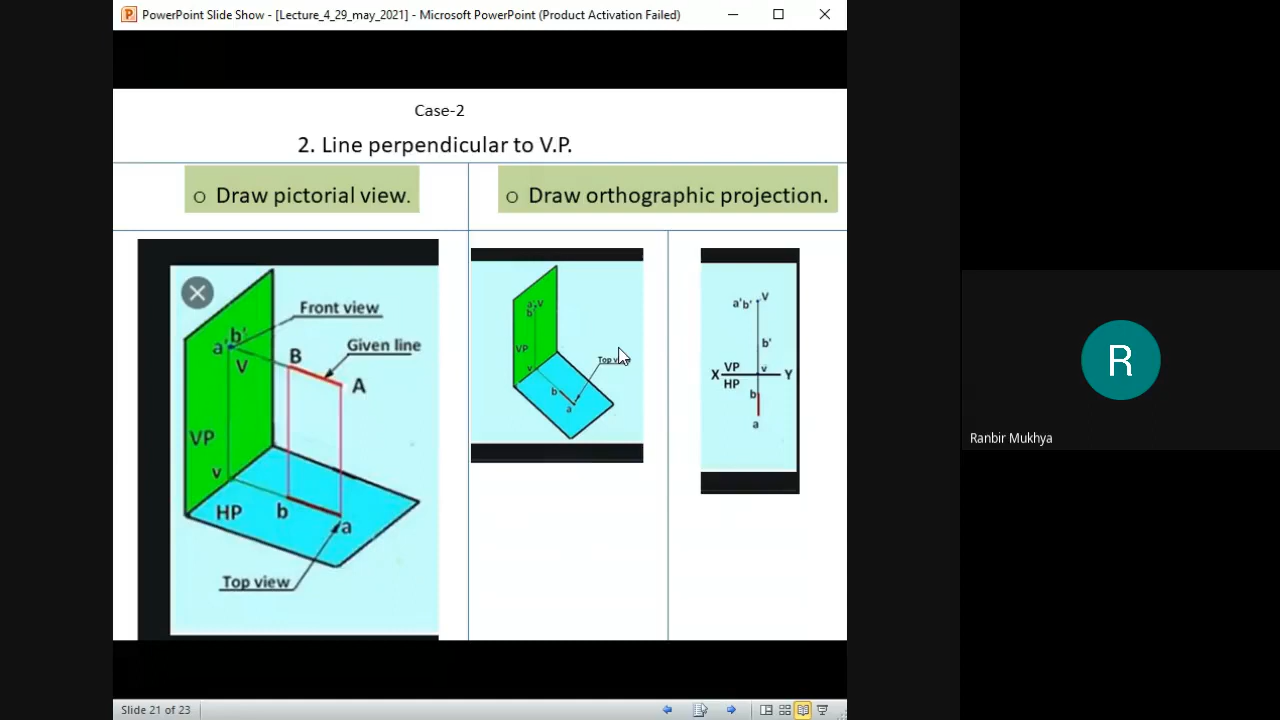 PowerPoint Slide Show - [Lecture_4_29_may_2021] - Microsoft PowerPoint (Product Activation Failed)
Case-2
2. Line perpendicular to V.P.
o Draw pictorial view.
o Draw orthographic projection.
Front view
a' b'
V
B
Given line
A
VP
v
HP
b
a
Top view
a' V
b'
VP
v
b
a
a'b' V
b'
X VP v Y
HP
b
a
R
Ranbir Mukhya
Slide 21 of 23